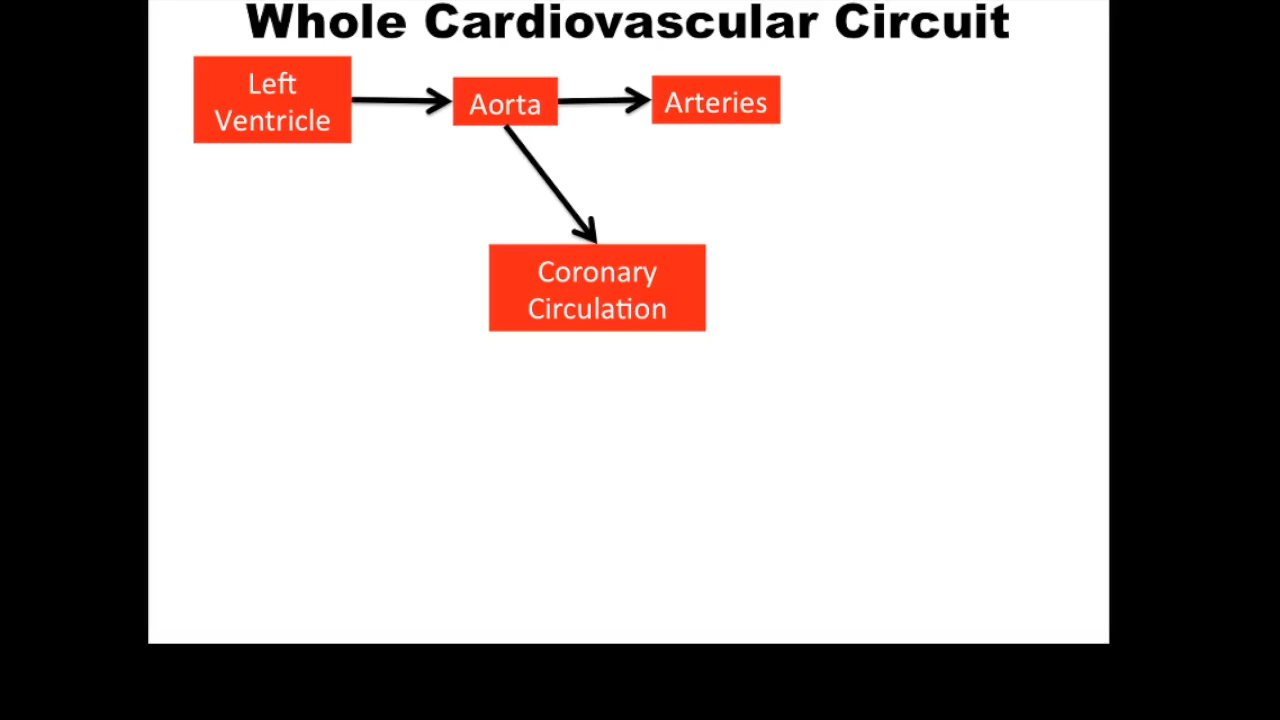 Whole Cardiovascular Circuit
Left
Ventricle
Aorta
Arteries
Coronary
Circulation